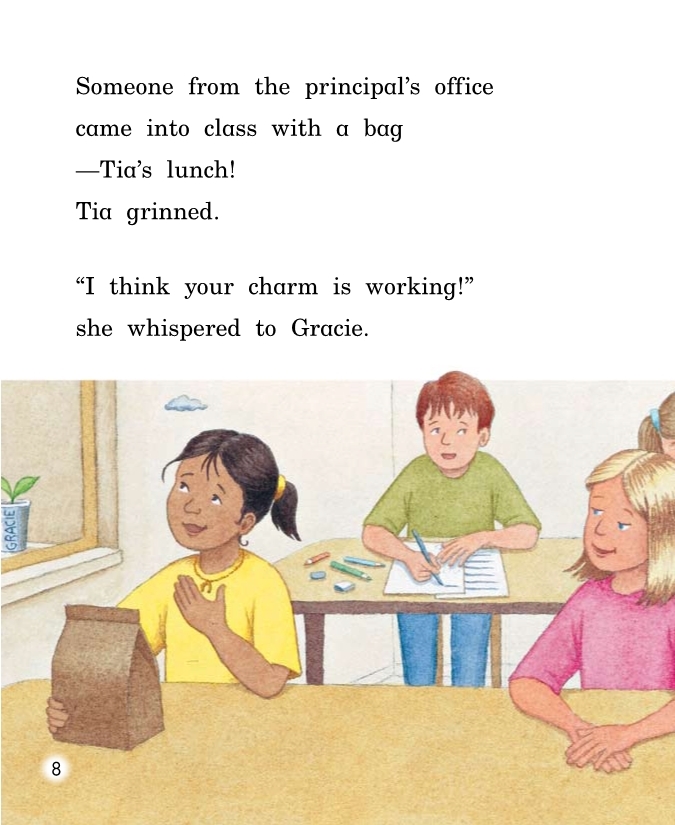 Someone from the principal’s office
came into class with a bag
—Tia’s lunch!
Tia grinned.
“I think your charm is working!”
she whispered to Gracie.
GRACIE
8